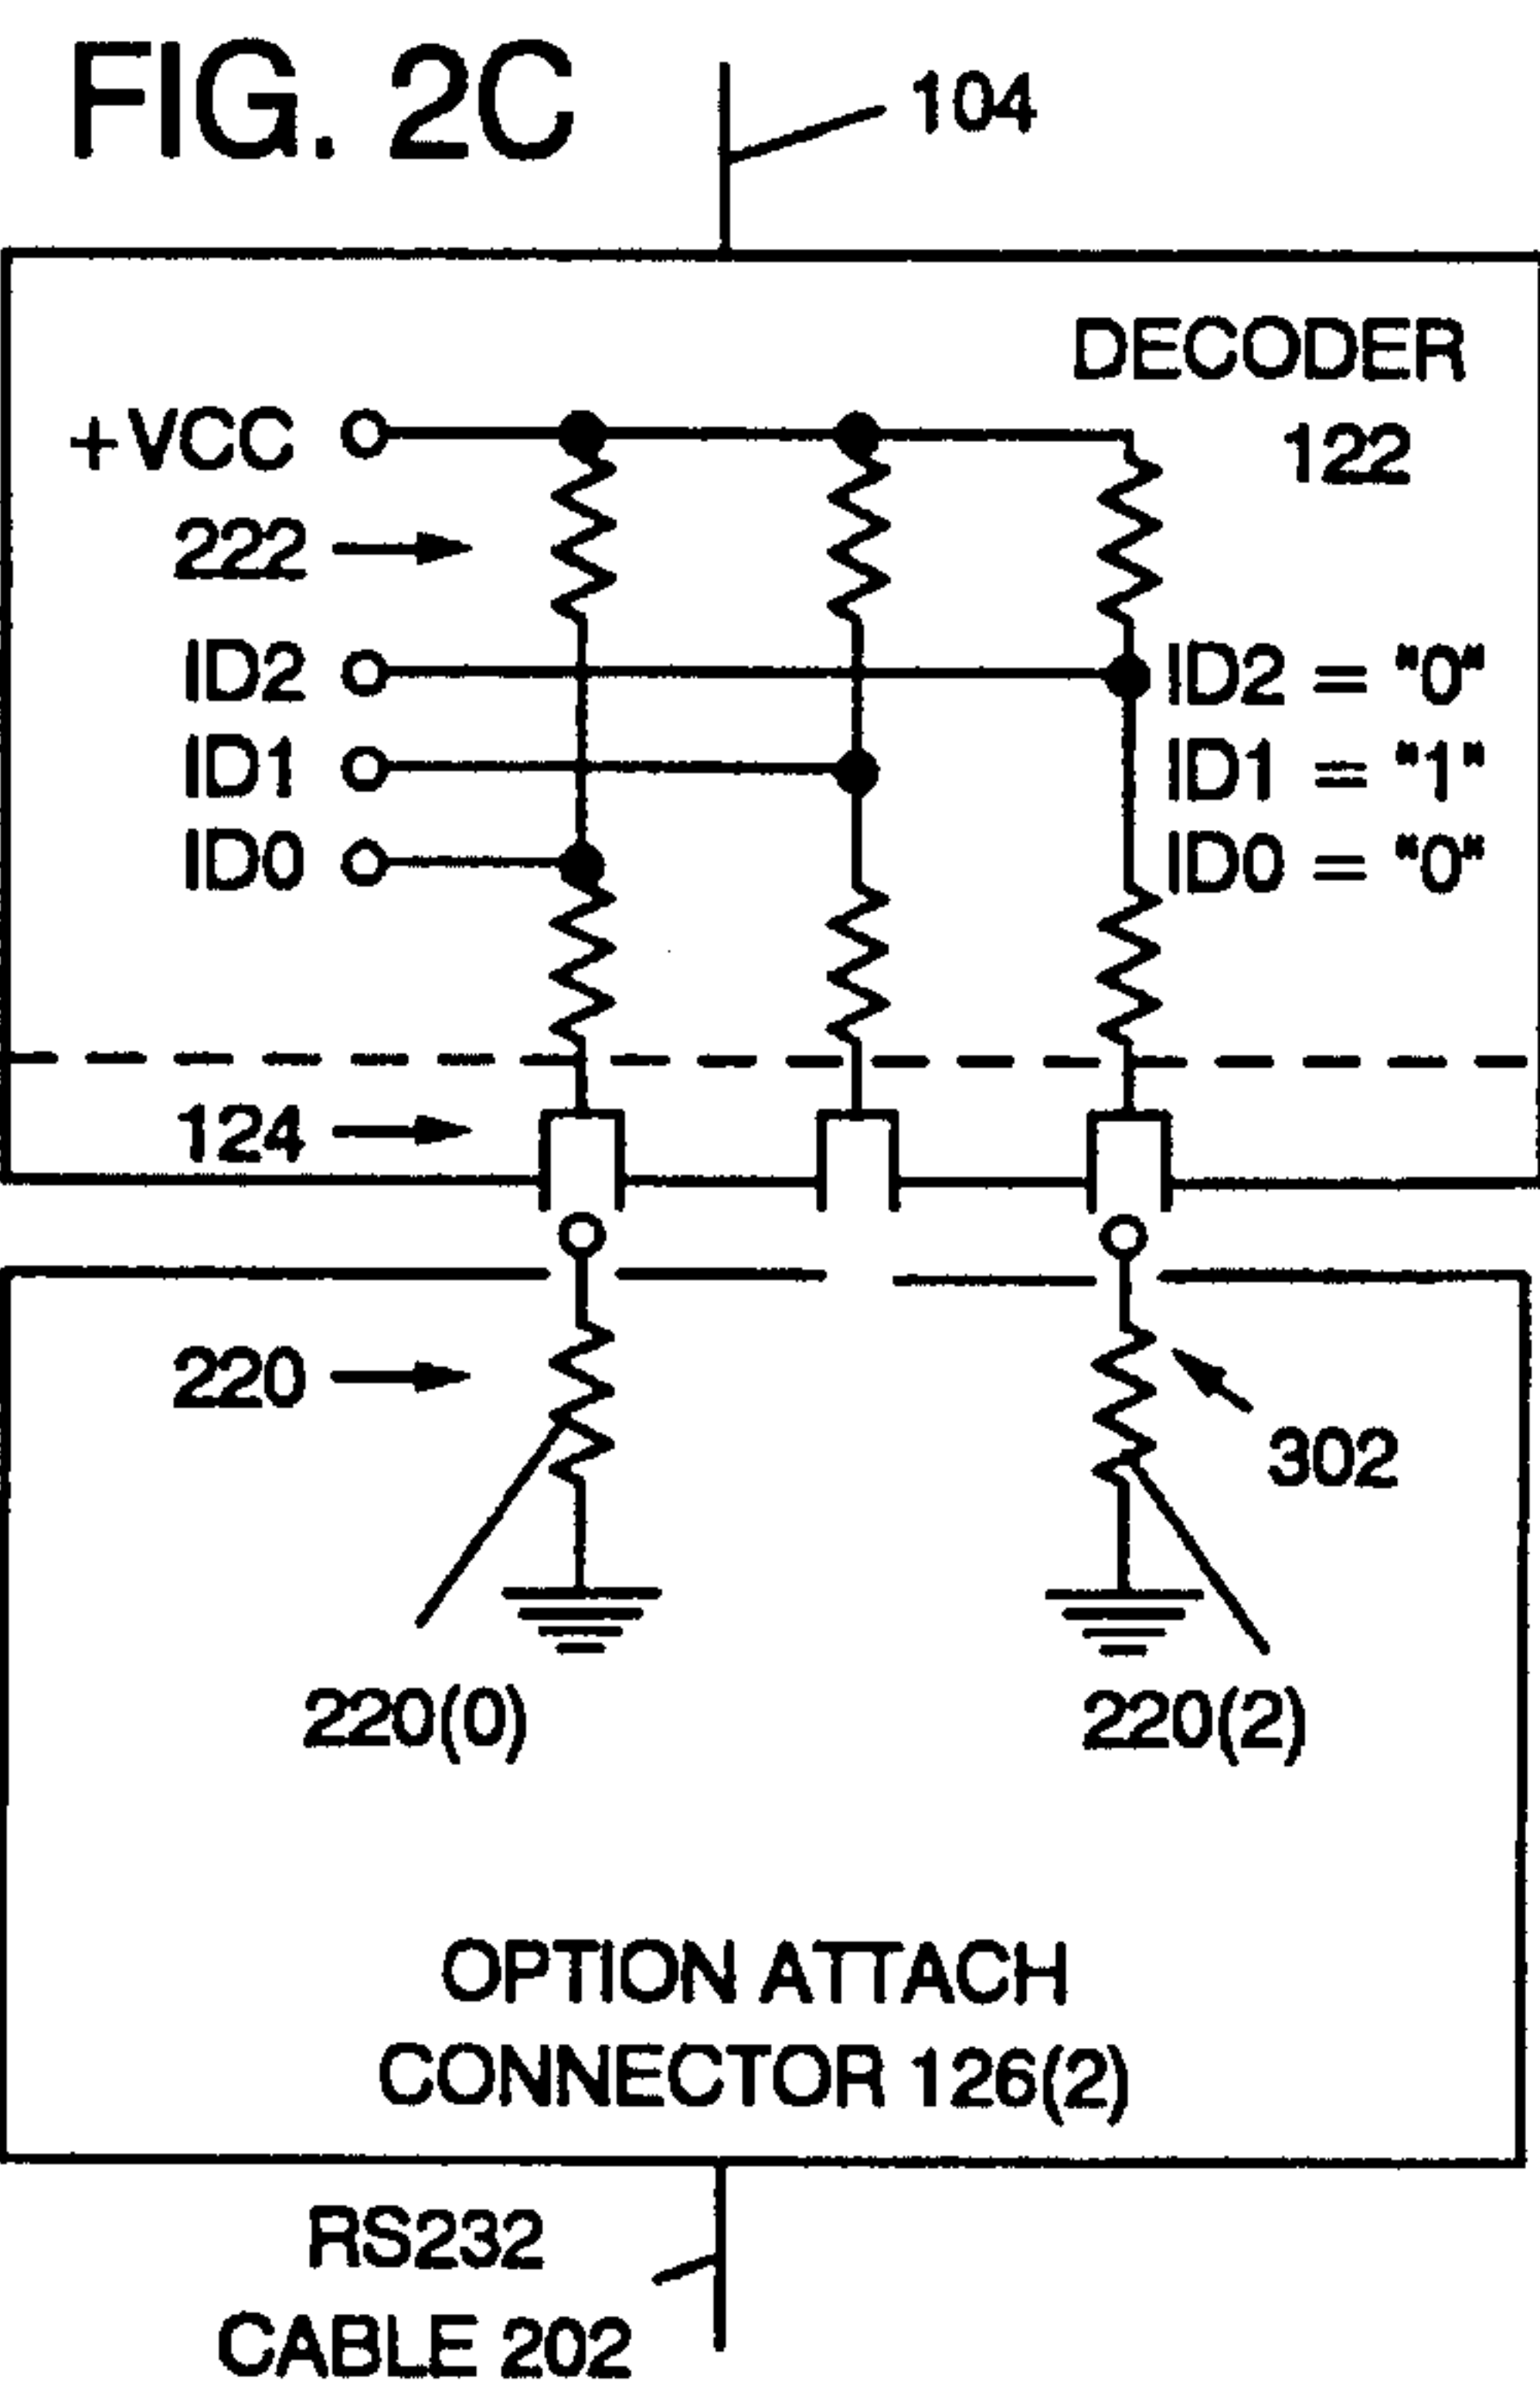 FIG. 2C
104
DECODER
122
+VCC
222
ID2
ID2 = "0"
ID1
ID1 = "1"
ID0
ID0 = "0"
124
220
302
220(0)
220(2)
OPTION ATTACH
CONNECTOR 126(2)
RS232
CABLE 202